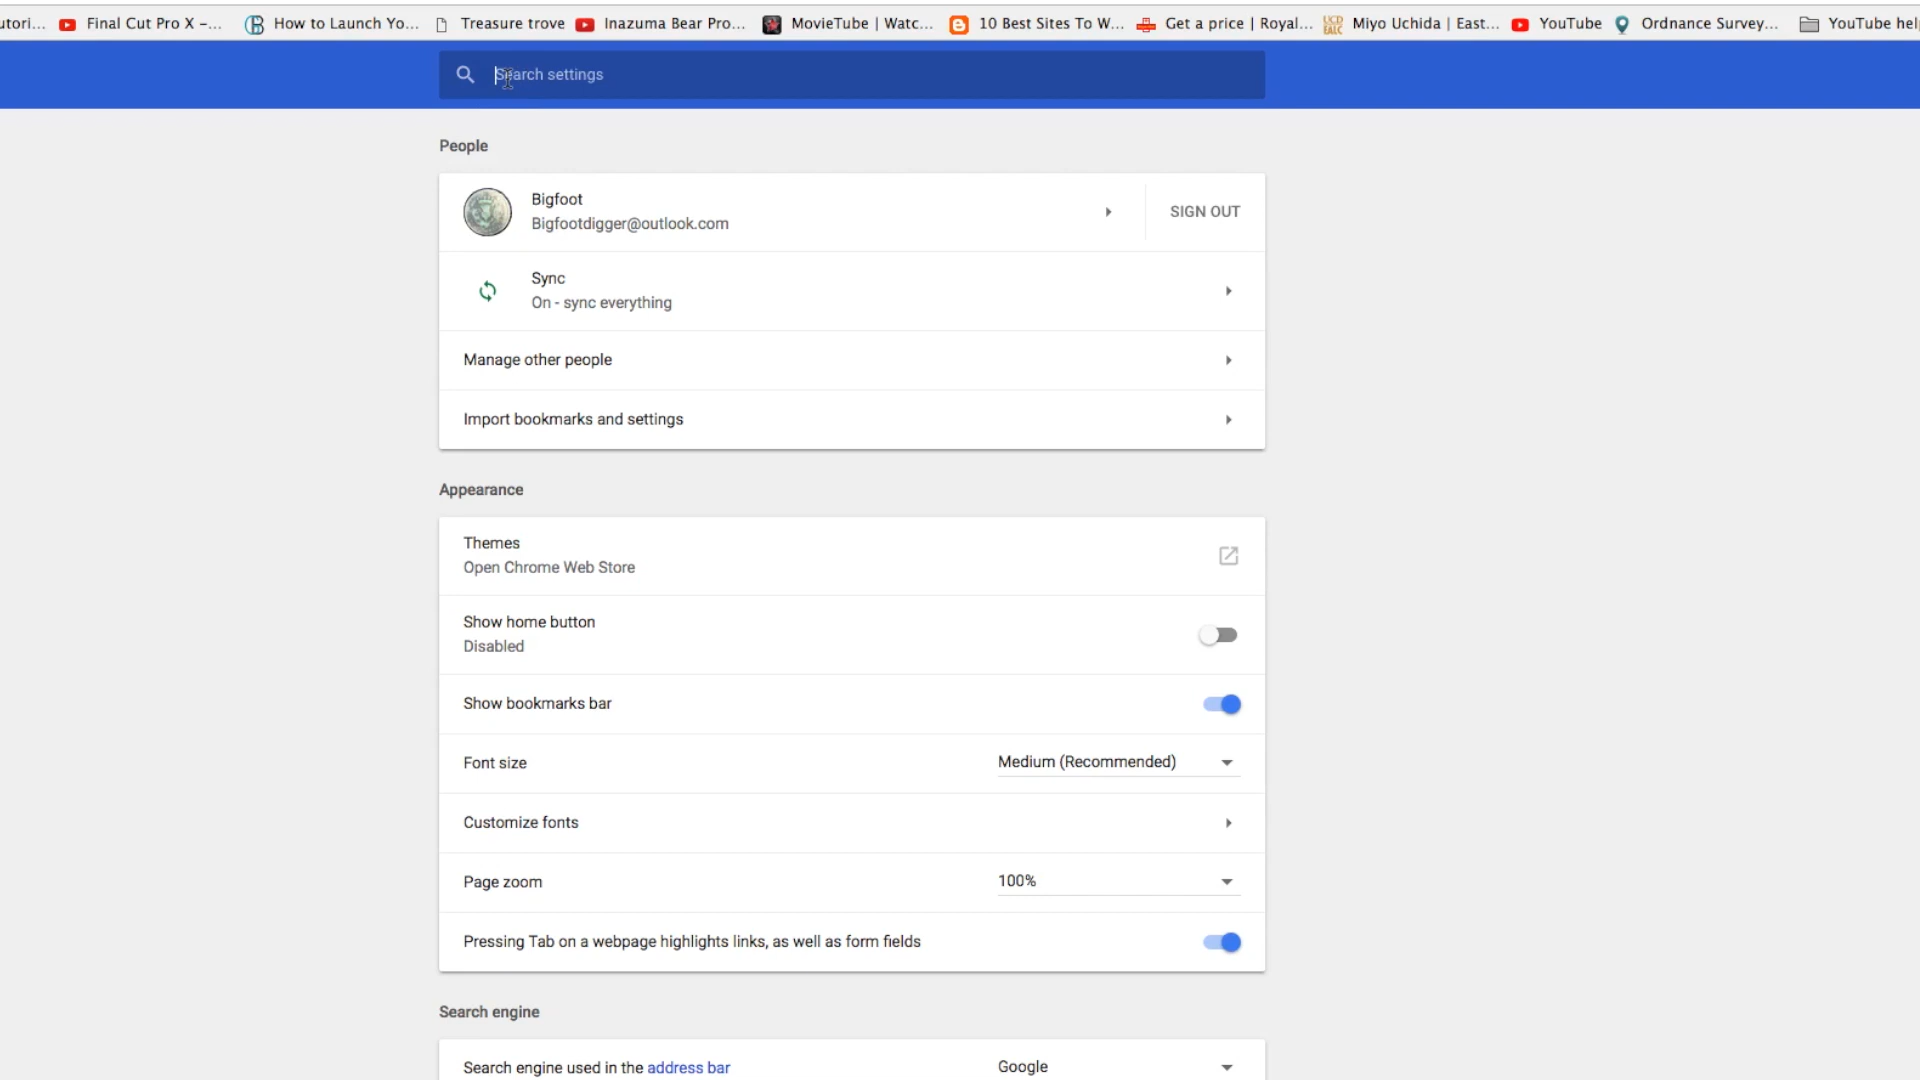 utori... Final Cut Pro X –... How to Launch Yo... Treasure trove Inazuma Bear Pro... MovieTube | Watc... 10 Best Sites To W... Get a price | Royal... UCD EALC Miyo Uchida | East... YouTube Ordnance Survey... YouTube hel
Search settings
People
Bigfoot
Bigfootdigger@outlook.com
SIGN OUT
Sync
On - sync everything
Manage other people
Import bookmarks and settings
Appearance
Themes
Open Chrome Web Store
Show home button
Disabled
Show bookmarks bar
Font size Medium (Recommended)
Customize fonts
Page zoom 100%
Pressing Tab on a webpage highlights links, as well as form fields
Search engine
Search engine used in the address bar Google